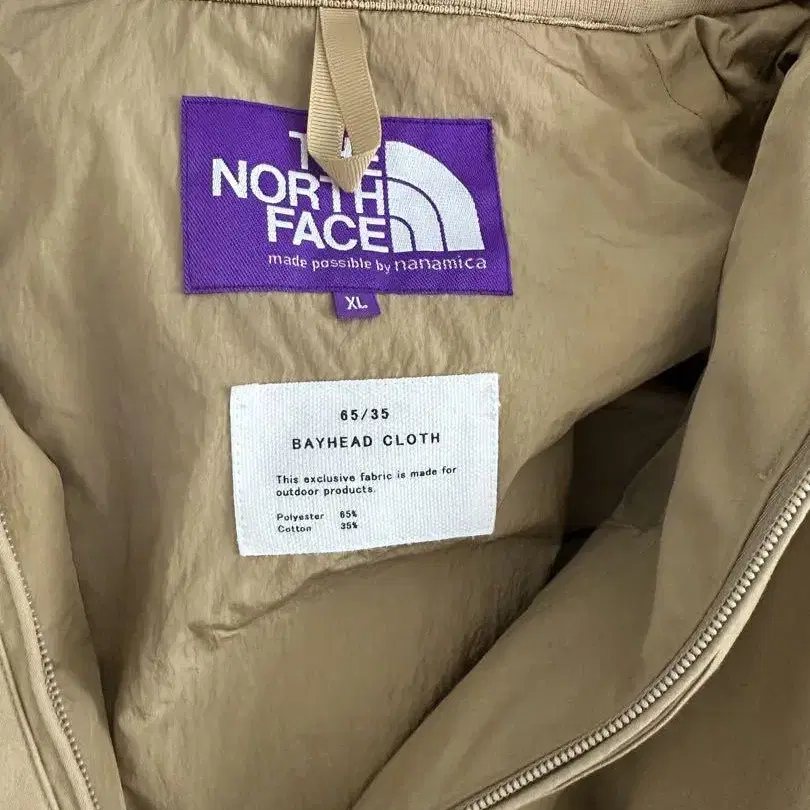 THE
NORTH
FACE
made possible by nanamica
XL
65/35
BAYHEAD CLOTH
This exclusive fabric is made for
outdoor products.
Polyester 65%
Cotton 35%